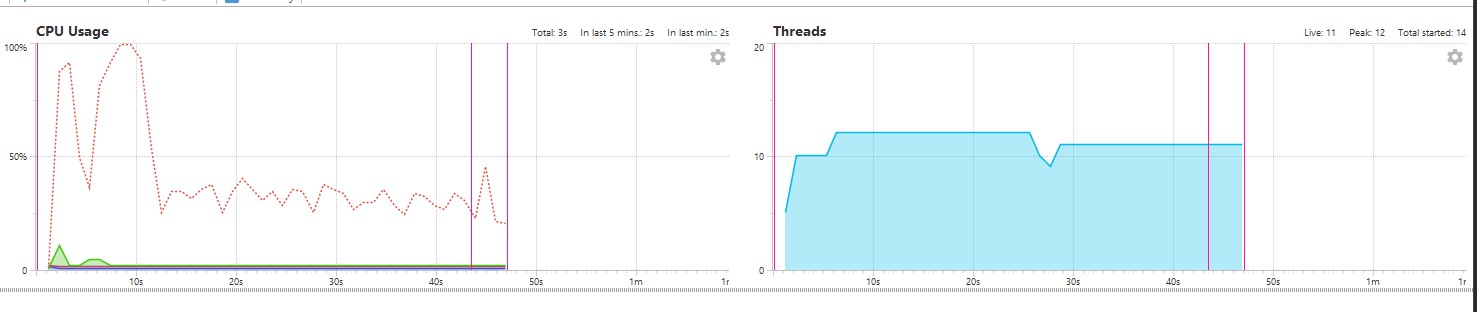 CPU Usage
Total: 3s In last 5 mins.: 2s In last min.: 2s
100%
50%
0
10s 20s 30s 40s 50s 1m 1r
Threads
Live: 11 Peak: 12 Total started: 14
20
10
0
10s 20s 30s 40s 50s 1m 1r